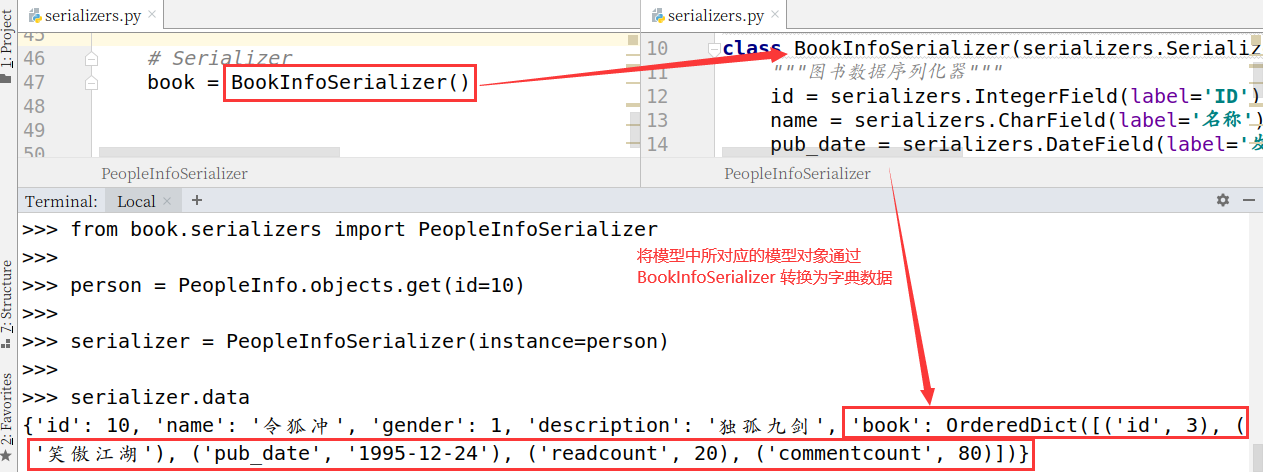 1: Project
7: Structure
2: Favorites
serializers.py
45
46 # Serializer
47 book = BookInfoSerializer()
48
49
50
PeopleInfoSerializer
serializers.py
10 class BookInfoSerializer(serializers.Serializ
11 """图书数据序列化器"""
12 id = serializers.IntegerField(label='ID')
13 name = serializers.CharField(label='名称')
14 pub_date = serializers.DateField(label='发
PeopleInfoSerializer
Terminal: Local +
>>> from book.serializers import PeopleInfoSerializer
>>>
>>> person = PeopleInfo.objects.get(id=10)
>>>
>>> serializer = PeopleInfoSerializer(instance=person)
>>>
>>> serializer.data
{'id': 10, 'name': '令狐冲', 'gender': 1, 'description': '独孤九剑', 'book': OrderedDict([('id', 3), (
'笑傲江湖'), ('pub_date', '1995-12-24'), ('readcount', 20), ('commentcount', 80)])}
将模型中所对应的模型对象通过
BookInfoSerializer 转换为字典数据